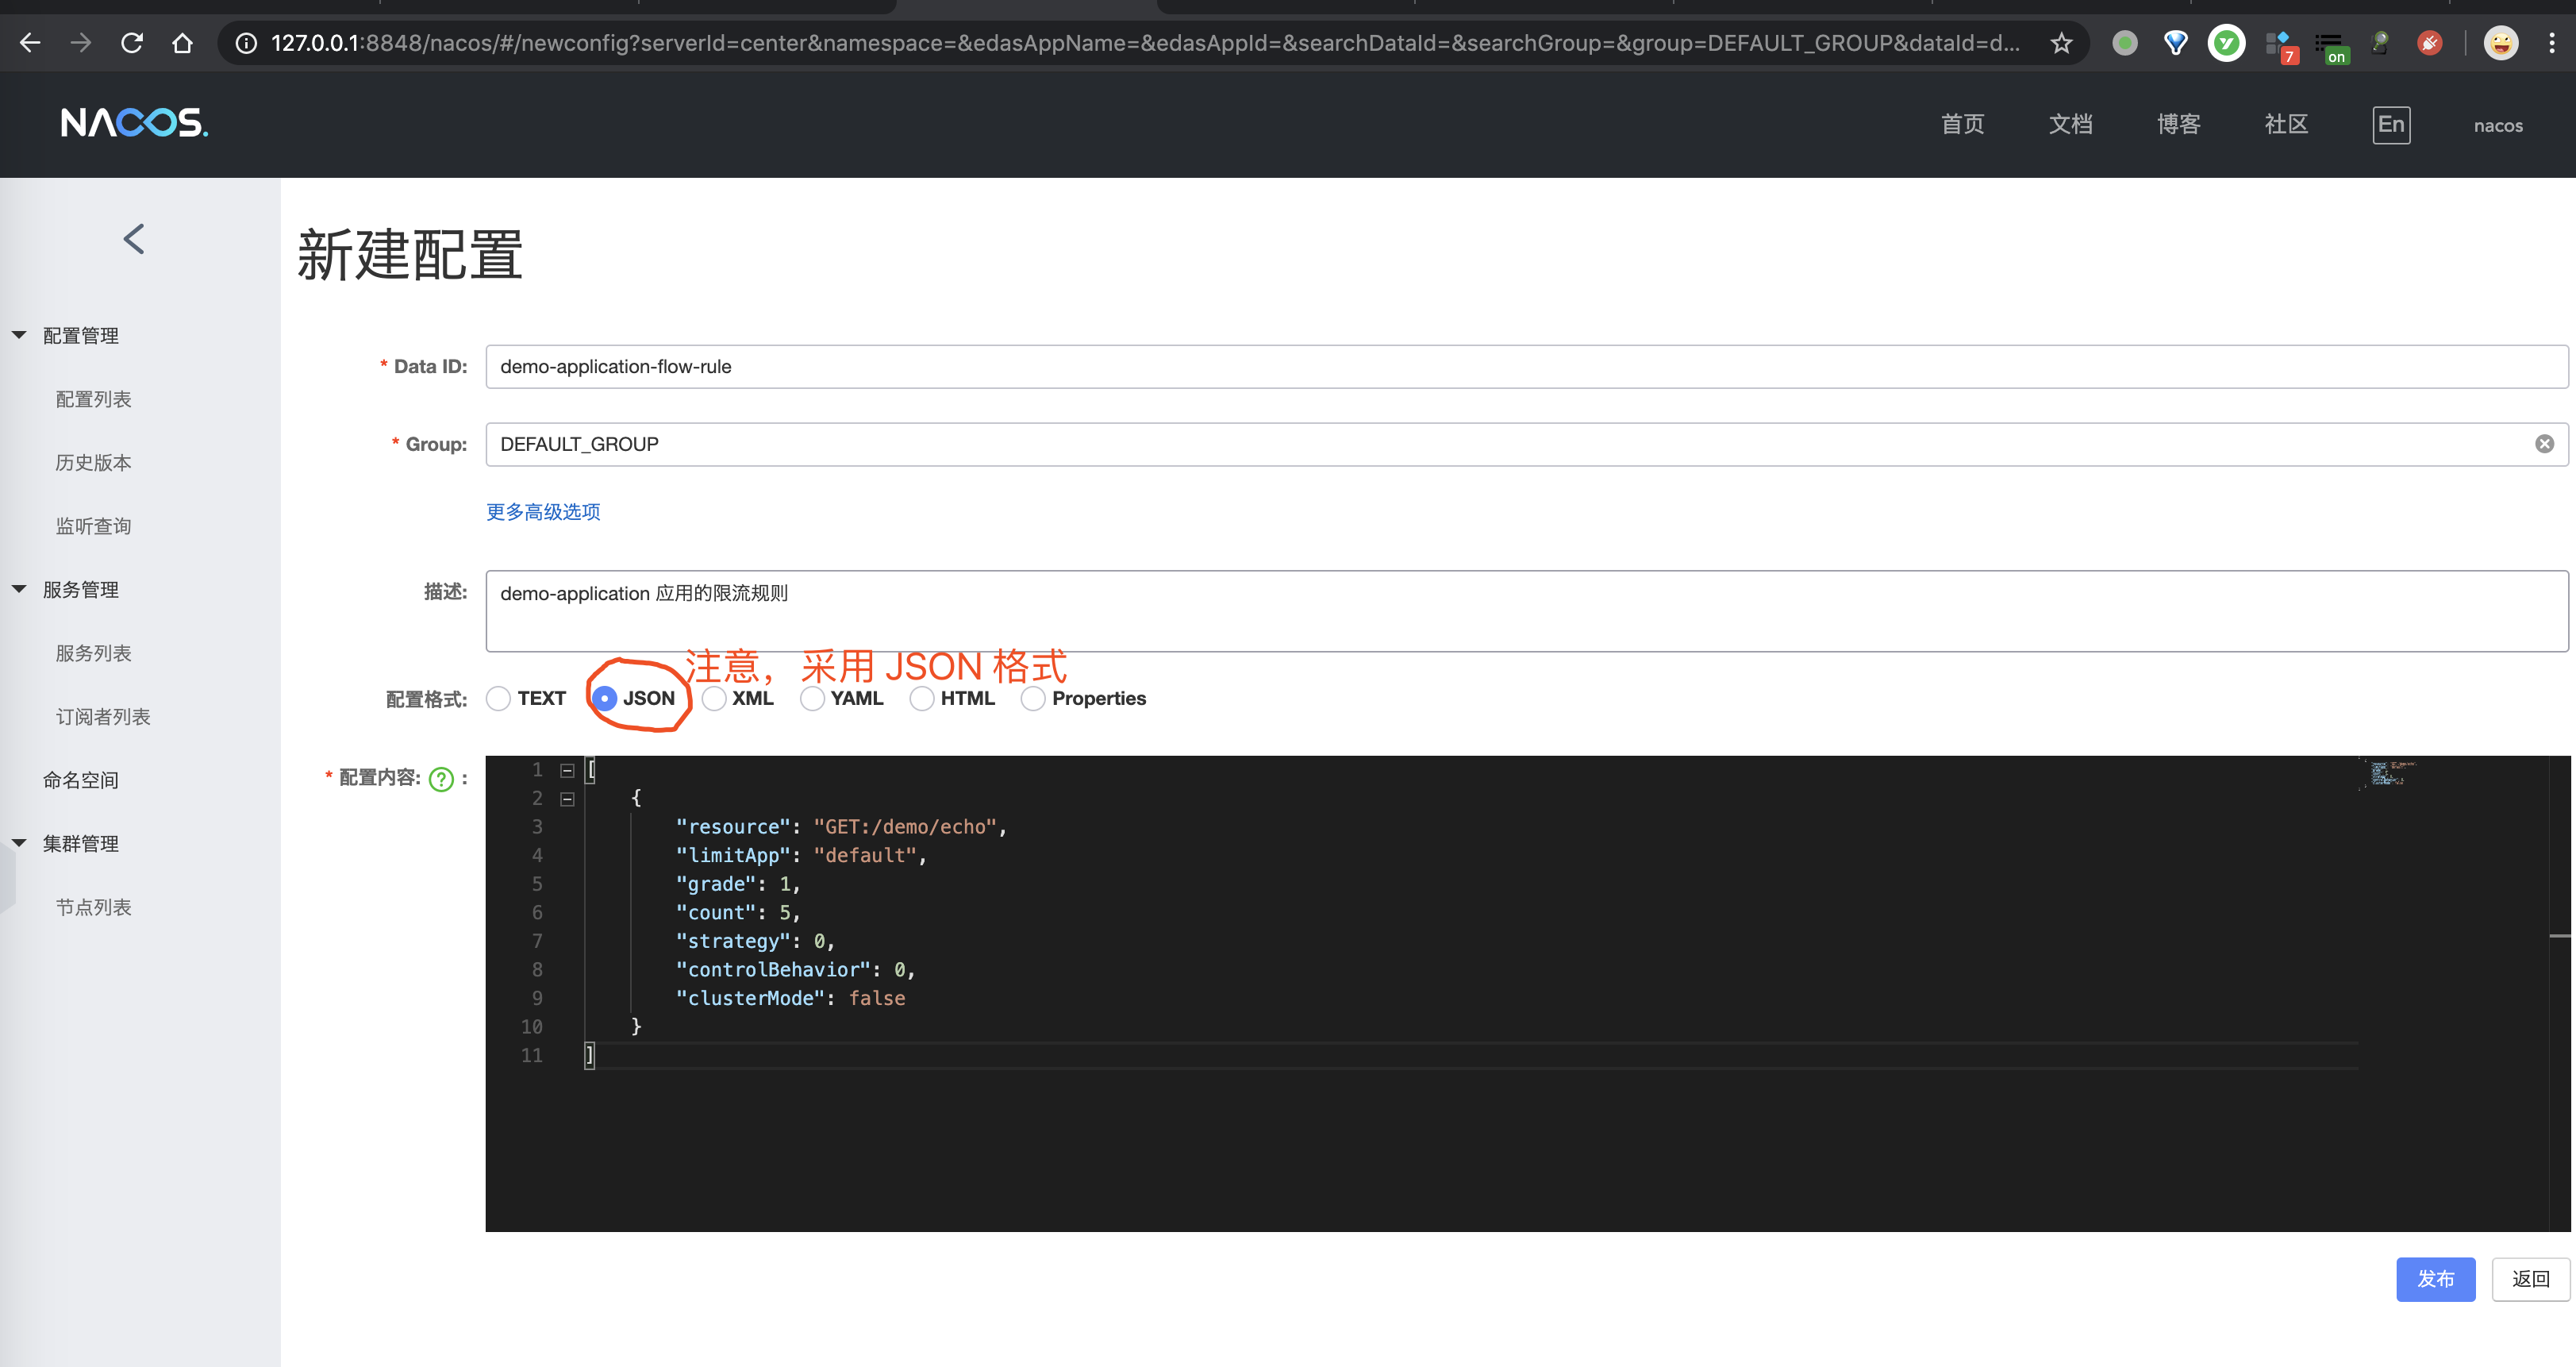 127.0.0.1:8848/nacos/#/newconfig?serverId=center&namespace=&edasAppName=&edasAppId=&searchDataId=&searchGroup=&group=DEFAULT_GROUP&dataId=d...
7
on
NACOS.
首页
文档
博客
社区
En
nacos
新建配置
配置管理
配置列表
历史版本
监听查询
服务管理
服务列表
订阅者列表
命名空间
集群管理
节点列表
* Data ID: demo-application-flow-rule
* Group: DEFAULT_GROUP
更多高级选项
描述: demo-application 应用的限流规则
注意，采用 JSON 格式
配置格式: TEXT JSON XML YAML HTML Properties
* 配置内容: ? :
1 [
2 {
3 "resource": "GET:/demo/echo",
4 "limitApp": "default",
5 "grade": 1,
6 "count": 5,
7 "strategy": 0,
8 "controlBehavior": 0,
9 "clusterMode": false
10 }
11 ]
发布
返回